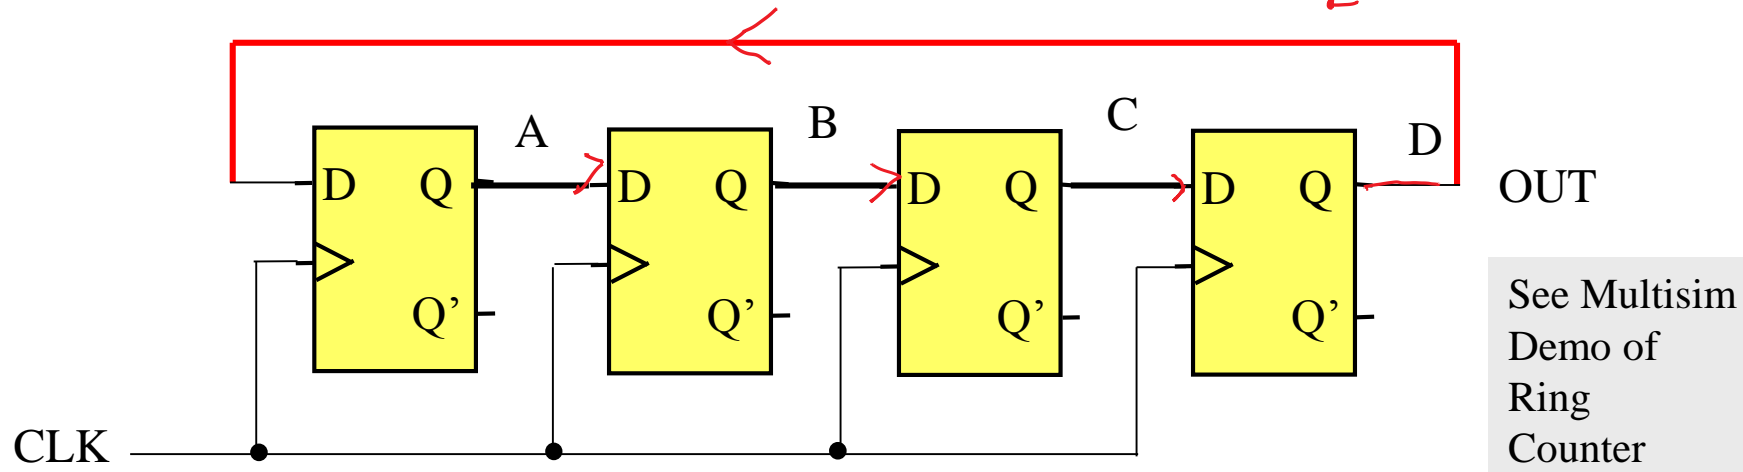 A
B
C
D
D Q
D Q
D Q
D Q
OUT
Q’
Q’
Q’
Q’
See Multisim
Demo of
Ring
Counter
CLK